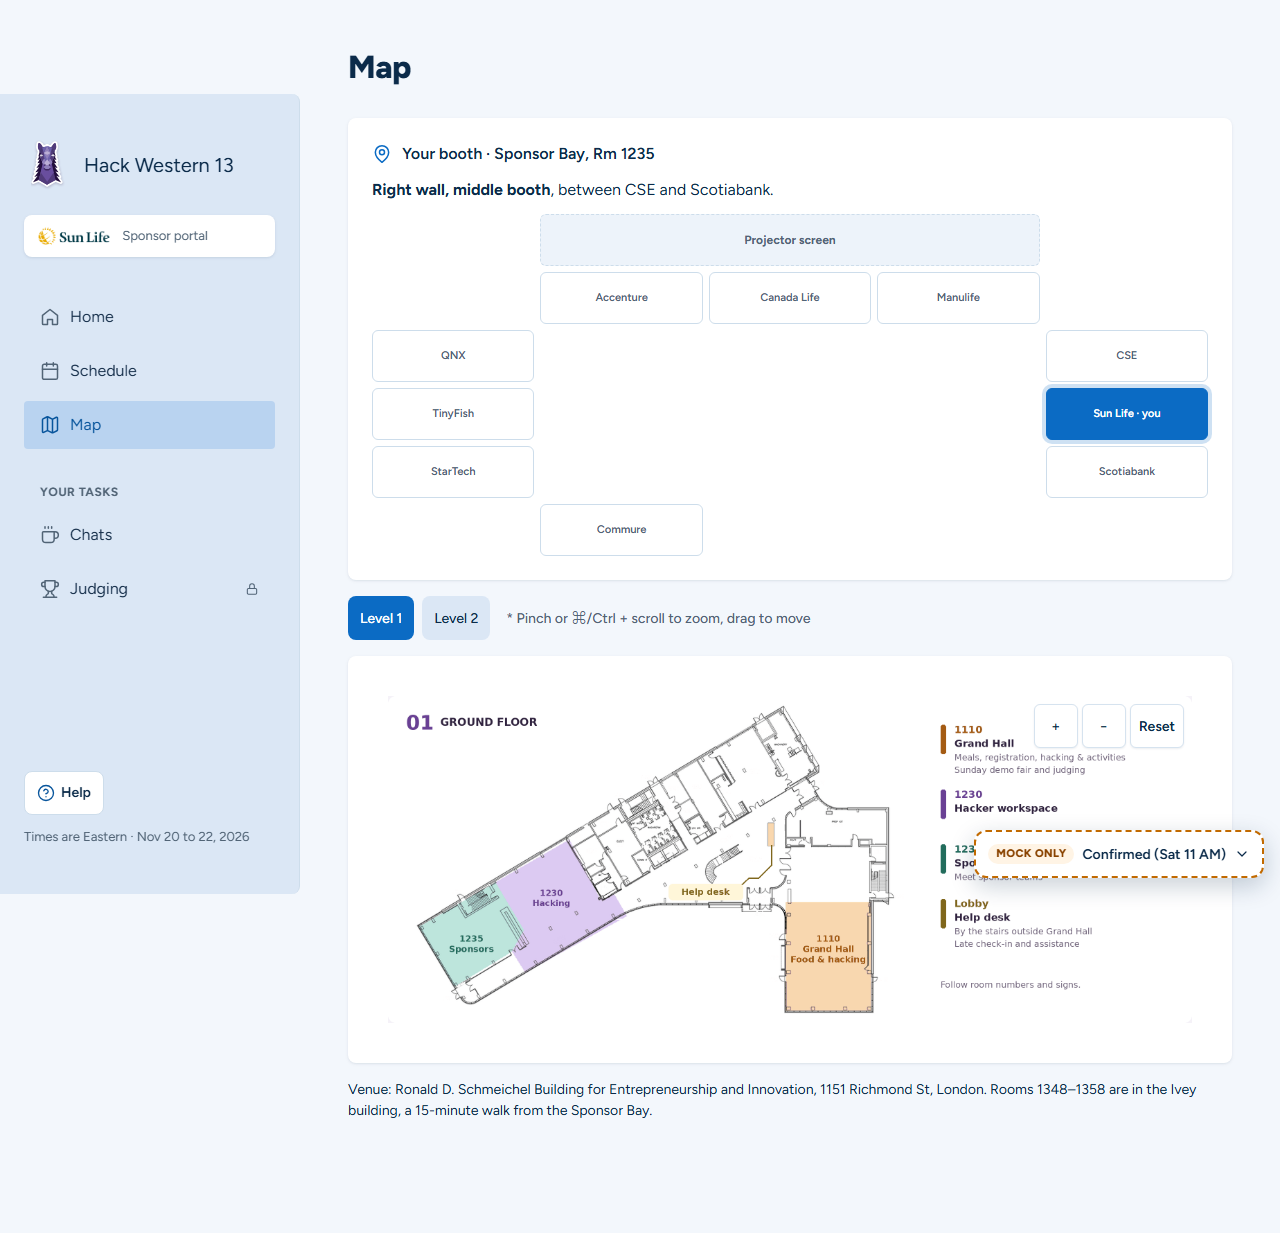 Map
Hack Western 13
Sun Life
Sponsor portal
Home
Schedule
Map
YOUR TASKS
Chats
Judging
Help
Times are Eastern · Nov 20 to 22, 2026
Your booth · Sponsor Bay, Rm 1235
Right wall, middle booth, between CSE and Scotiabank.
Projector screen
Accenture
Canada Life
Manulife
QNX
CSE
TinyFish
Sun Life · you
StarTech
Scotiabank
Commure
Level 1
Level 2
* Pinch or ⌘/Ctrl + scroll to zoom, drag to move
01 GROUND FLOOR
+
−
Reset
1110
Grand Hall
Meals, registration, hacking & activities
Sunday demo fair and judging
1230
Hacker workspace
MOCK ONLY
Confirmed (Sat 11 AM)
Lobby
Help desk
By the stairs outside Grand Hall
Late check-in and assistance
Follow room numbers and signs.
1230
Hacking
Help desk
1235
Sponsors
1110
Grand Hall
Food & hacking
Venue: Ronald D. Schmeichel Building for Entrepreneurship and Innovation, 1151 Richmond St, London. Rooms 1348–1358 are in the Ivey
building, a 15-minute walk from the Sponsor Bay.